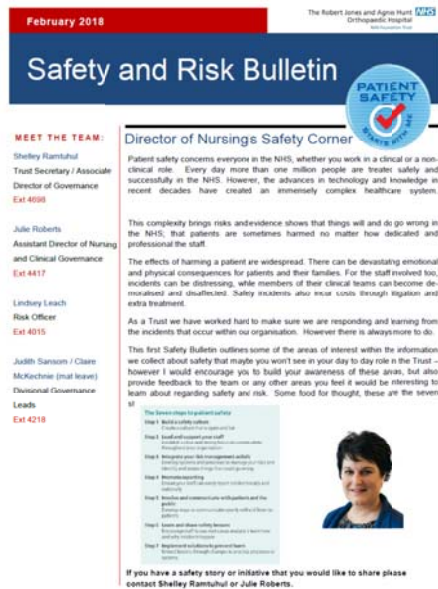 February 2018
The Robert Jones and Agnes Hunt
Orthopaedic Hospital
NHS
NHS Foundation Trust
Safety and Risk Bulletin
PATIENT
SAFETY
STARTS WITH ME
MEET THE TEAM:
Shelley Ramtuhul
Trust Secretary / Associate
Director of Governance
Ext 4698
Julie Roberts
Assistant Director of Nursing
and Clinical Governance
Ext 4417
Lindsey Leach
Risk Officer
Ext 4015
Judith Sansom / Claire
McKechnie (mat leave)
Divisional Governance
Leads
Ext 4218
Director of Nursings Safety Corner
Patient safety concerns everyone in the NHS, whether you work in a clinical or a non-
clinical role. Every day more than one million people are treated safely and
successfully in the NHS. However, the advances in technology and knowledge in
recent decades have created an immensely complex healthcare system.
This complexity brings risks and evidence shows that things will and do go wrong in
the NHS; that patients are sometimes harmed no matter how dedicated and
professional the staff.
The effects of harming a patient are widespread. There can be devastating emotional
and physical consequences for patients and their families. For the staff involved too,
incidents can be distressing, while members of their clinical teams can become de-
moralised and disaffected. Safety incidents also incur costs through litigation and
extra treatment.
As a Trust we have worked hard to make sure we are responding and learning from
the incidents that occur within ou organisation. However there is always more to do.
This first Safety Bulletin outlines some of the areas of interest within the information
we collect about safety that mayte you won't see in your day to day role in the Trust –
however I would encourage you to build your awareness of these areas, but also
provide feedback to the team or any other areas you feel it would be interesting to
learn about regarding safety and risk. Some food for thought, these are the seven
st
The Seven steps to patient safety
Step 1 Build a safety culture
Step 2 Lead and support your staff
Step 3 Integrate your risk management activity
Step 4 Promote reporting
Step 5 Involve and communicate with patients and the
public
Step 6 Learn and share safety lessons
Step 7 Implement solutions to prevent harm
If you have a safety story or initiative that you would like to share please
contact Shelley Ramtuhul or Julie Roberts.